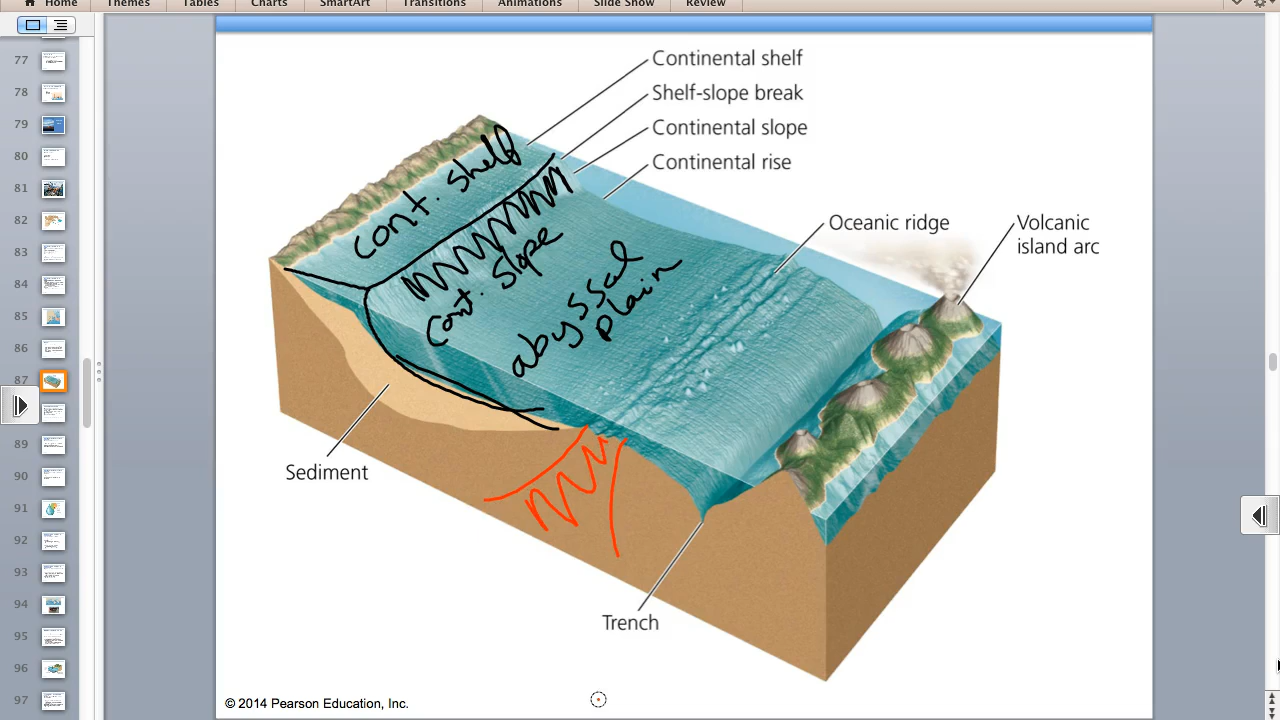 Home Themes Tables Charts SmartArt Transitions Animations Slide Show Review
77
78
79
80
81
82
83
84
85
86
87
89
90
91
92
93
94
95
96
97
Continental shelf
Shelf-slope break
Continental slope
Continental rise
Oceanic ridge
Volcanic
island arc
cont. shelf
cont. slope
abyssal
plain
Sediment
Trench
© 2014 Pearson Education, Inc.